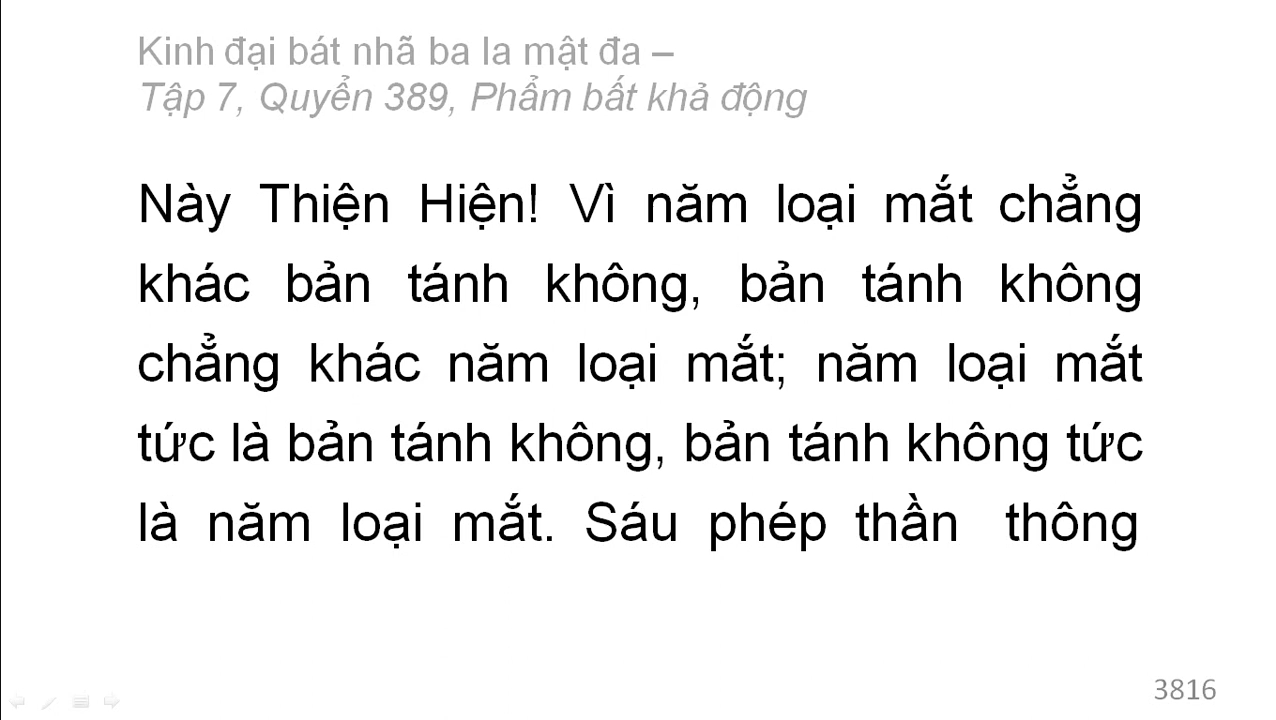 Kinh đại bát nhã ba la mật đa –
Tập 7, Quyển 389, Phẩm bất khả động
Này Thiện Hiện! Vì năm loại mắt chẳng
khác bản tánh không, bản tánh không
chẳng khác năm loại mắt; năm loại mắt
tức là bản tánh không, bản tánh không tức
là năm loại mắt. Sáu phép thần thông
3816